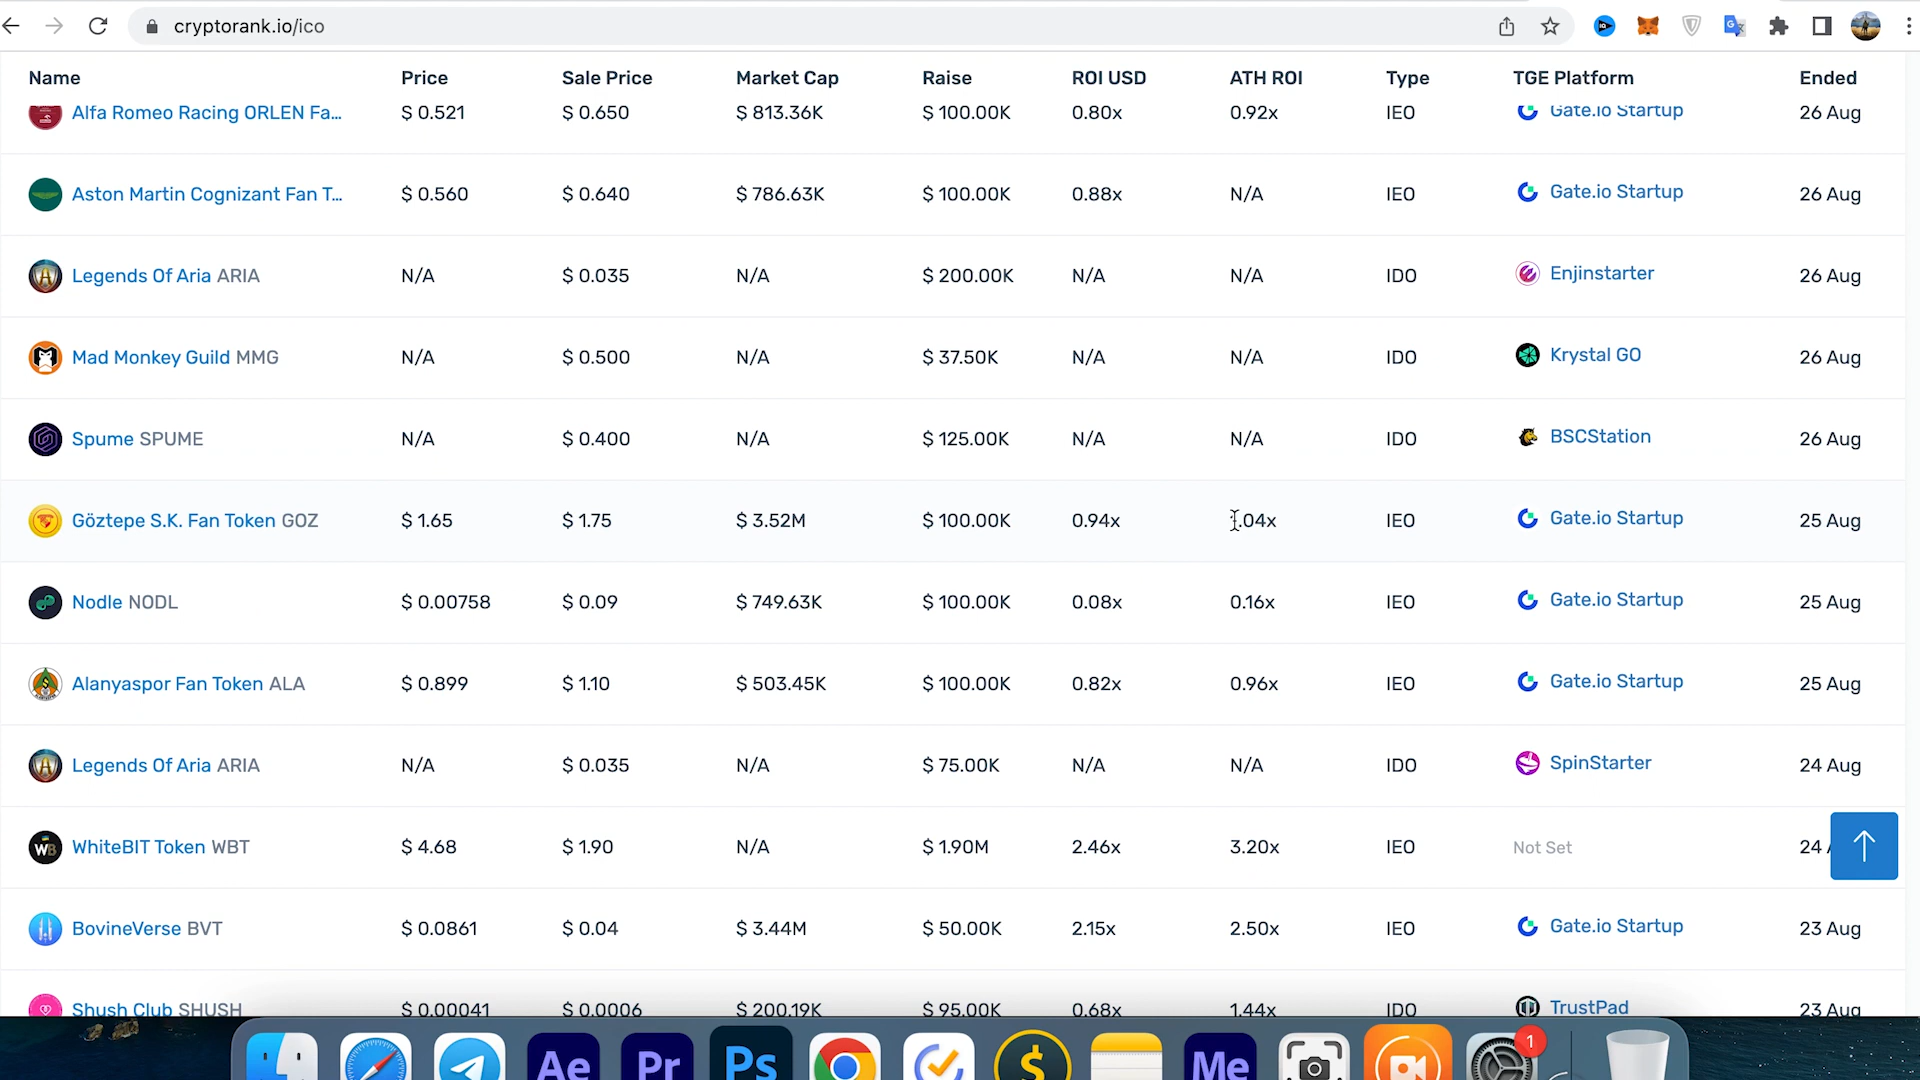 cryptorank.io/ico
Name Price Sale Price Market Cap Raise ROI USD ATH ROI Type TGE Platform Ended
Alfa Romeo Racing ORLEN Fa... $ 0.521 $ 0.650 $ 813.36K $ 100.00K 0.80x 0.92x IEO Gate.io Startup 26 Aug
Aston Martin Cognizant Fan T... $ 0.560 $ 0.640 $ 786.63K $ 100.00K 0.88x N/A IEO Gate.io Startup 26 Aug
Legends Of Aria ARIA N/A $ 0.035 N/A $ 200.00K N/A N/A IDO Enjinstarter 26 Aug
Mad Monkey Guild MMG N/A $ 0.500 N/A $ 37.50K N/A N/A IDO Krystal GO 26 Aug
Spume SPUME N/A $ 0.400 N/A $ 125.00K N/A N/A IDO BSCStation 26 Aug
Göztepe S.K. Fan Token GOZ $ 1.65 $ 1.75 $ 3.52M $ 100.00K 0.94x .04x IEO Gate.io Startup 25 Aug
Nodle NODL $ 0.00758 $ 0.09 $ 749.63K $ 100.00K 0.08x 0.16x IEO Gate.io Startup 25 Aug
Alanyaspor Fan Token ALA $ 0.899 $ 1.10 $ 503.45K $ 100.00K 0.82x 0.96x IEO Gate.io Startup 25 Aug
Legends Of Aria ARIA N/A $ 0.035 N/A $ 75.00K N/A N/A IDO SpinStarter 24 Aug
WB WhiteBIT Token WBT $ 4.68 $ 1.90 N/A $ 1.90M 2.46x 3.20x IEO Not Set 24
BovineVerse BVT $ 0.0861 $ 0.04 $ 3.44M $ 50.00K 2.15x 2.50x IEO Gate.io Startup 23 Aug
Shush Club SHUSH $ 0.00041 $ 0.0006 $ 200.19K $ 95.00K 0.68x 1.44x IDO TrustPad 23 Aug
Ae Pr Ps $ Me 1